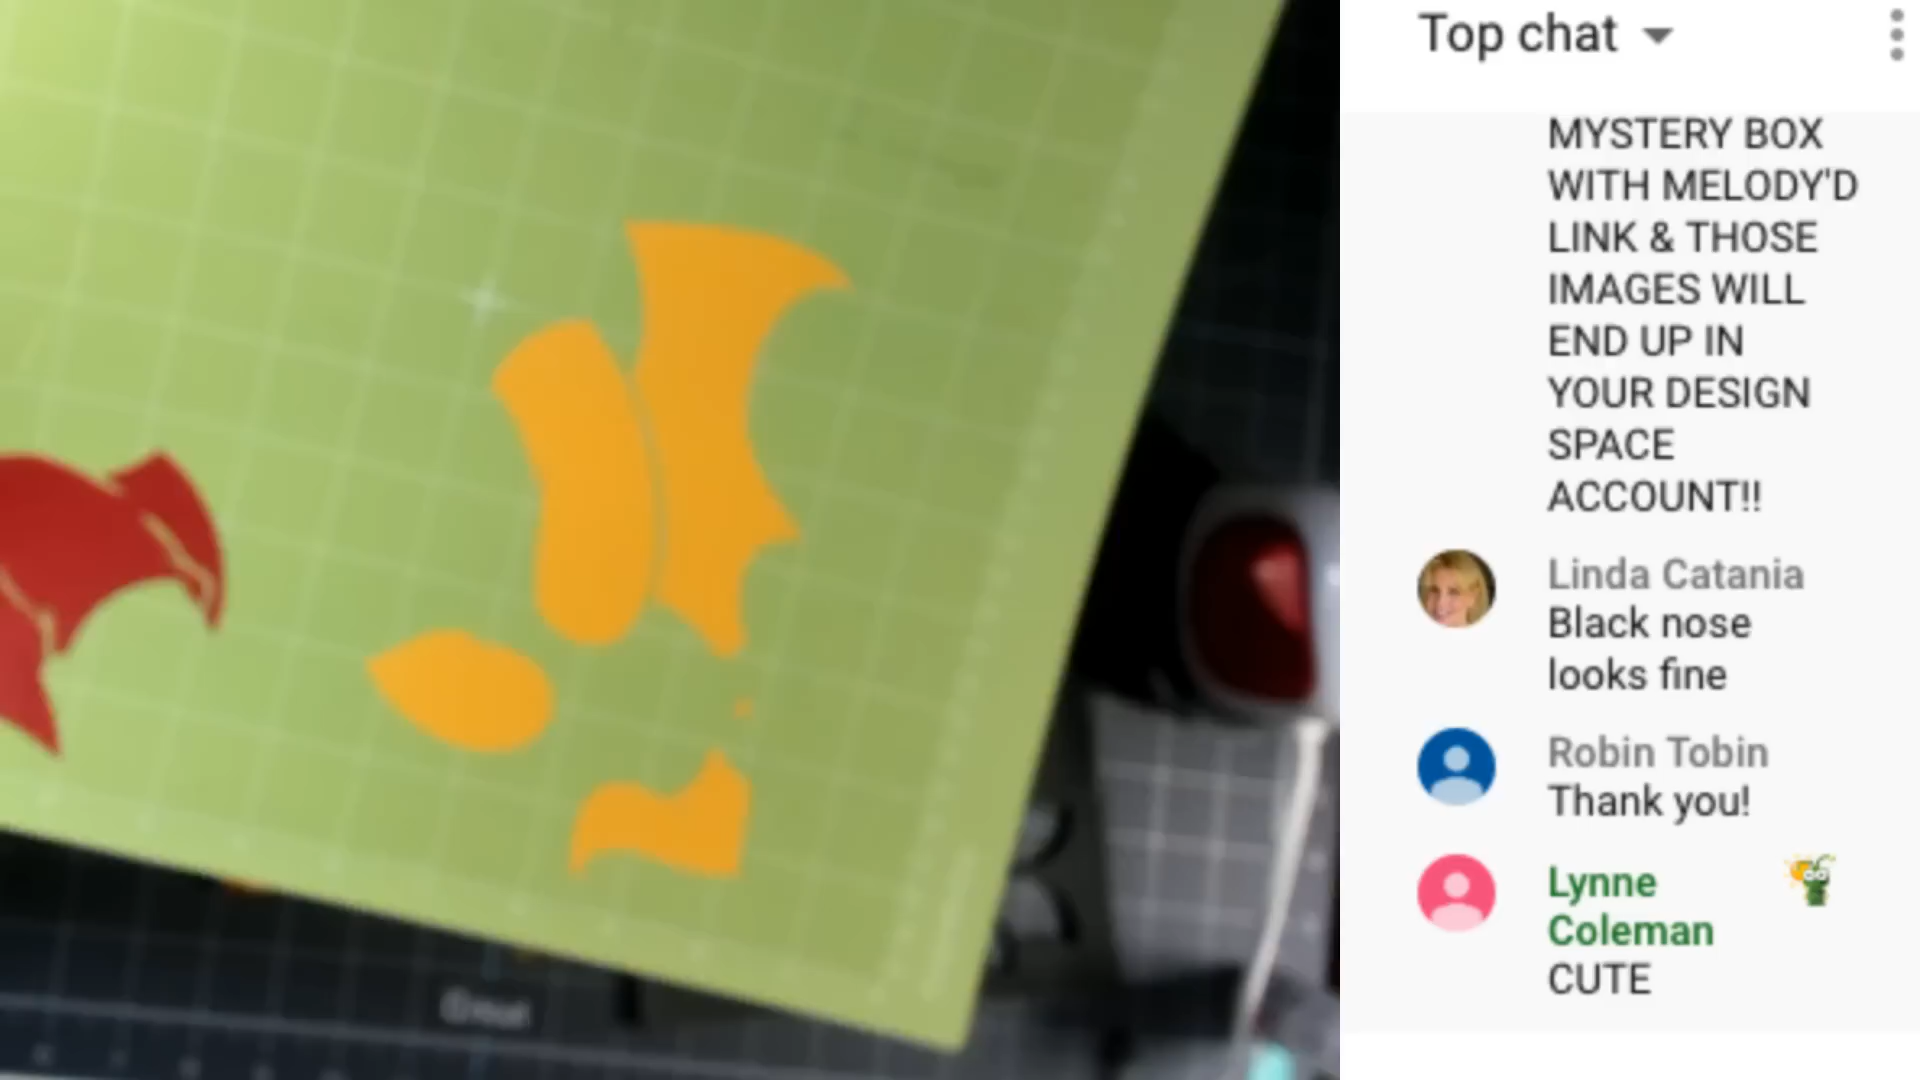 Top chat
MYSTERY BOX
WITH MELODY'D
LINK & THOSE
IMAGES WILL
END UP IN
YOUR DESIGN
SPACE
ACCOUNT!!
Linda Catania
Black nose
looks fine
Robin Tobin
Thank you!
Lynne
Coleman
CUTE